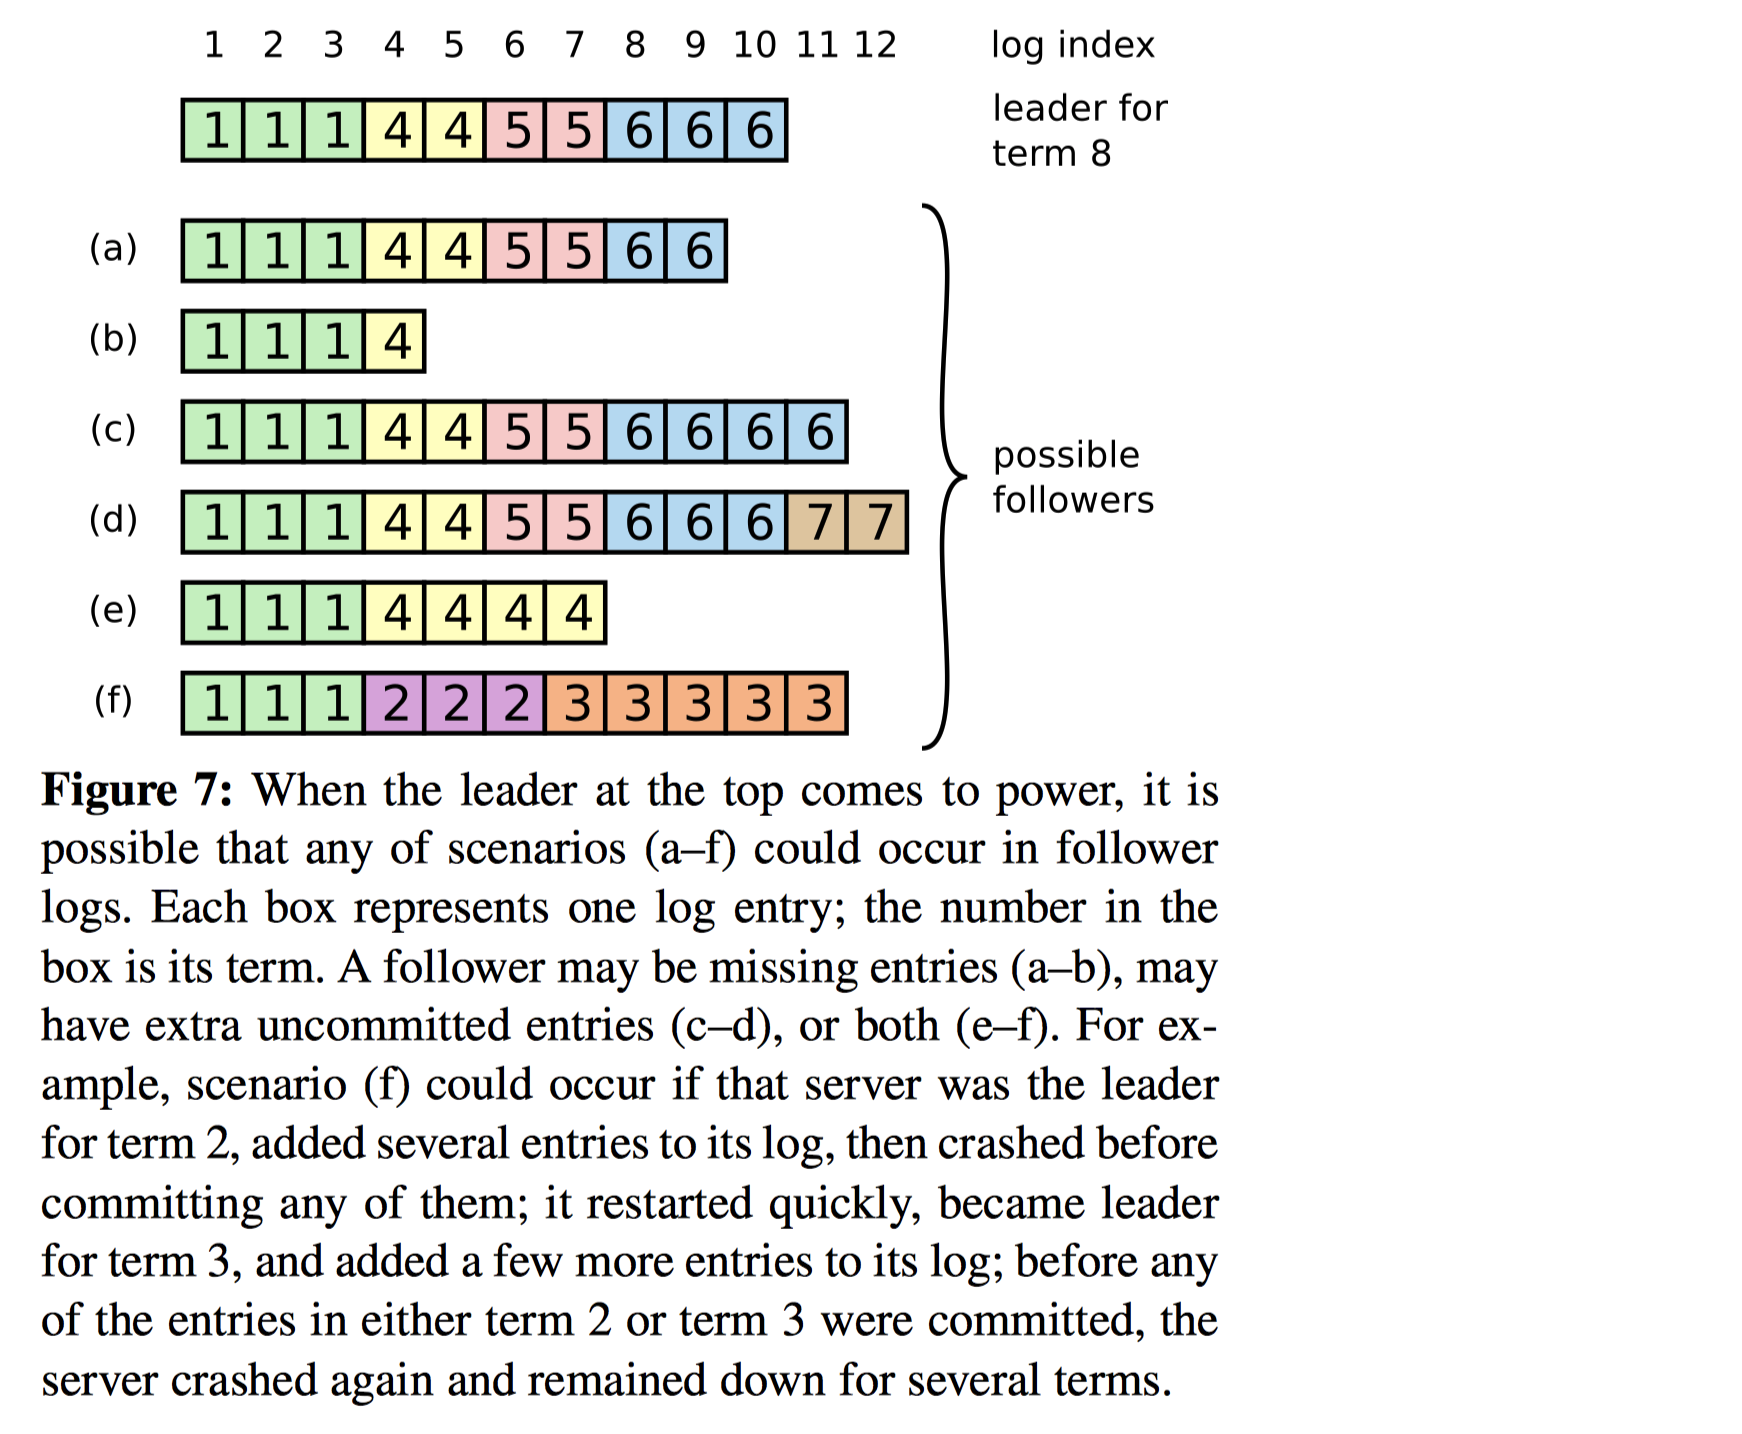 1 2 3 4 5 6 7 8 9 10 11 12 log index
1 1 1 4 4 5 5 6 6 6 leader for
term 8
(a) 1 1 1 4 4 5 5 6 6
(b) 1 1 1 4
(c) 1 1 1 4 4 5 5 6 6 6 6
(d) 1 1 1 4 4 5 5 6 6 6 7 7
possible
followers
(e) 1 1 1 4 4 4 4
(f) 1 1 1 2 2 2 3 3 3 3 3
Figure 7: When the leader at the top comes to power, it is
possible that any of scenarios (a–f) could occur in follower
logs. Each box represents one log entry; the number in the
box is its term. A follower may be missing entries (a–b), may
have extra uncommitted entries (c–d), or both (e–f). For ex-
ample, scenario (f) could occur if that server was the leader
for term 2, added several entries to its log, then crashed before
committing any of them; it restarted quickly, became leader
for term 3, and added a few more entries to its log; before any
of the entries in either term 2 or term 3 were committed, the
server crashed again and remained down for several terms.